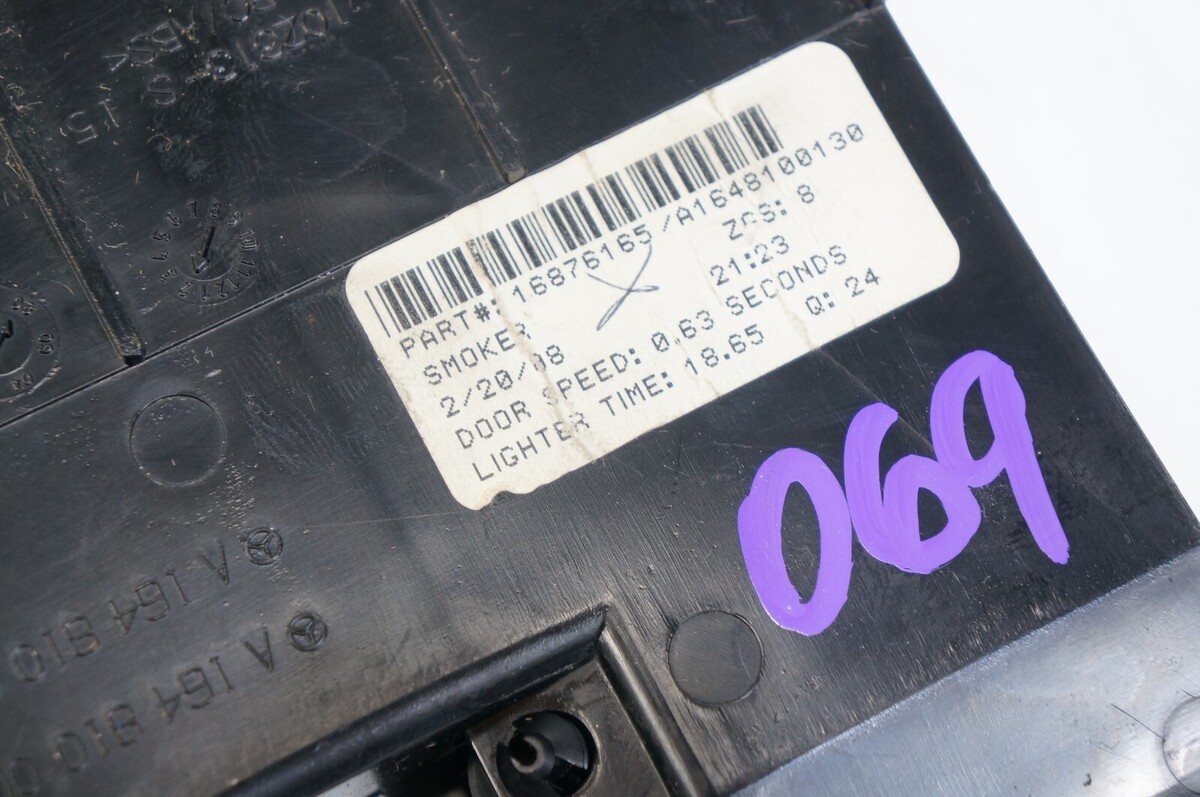 PART#: 16876165/A1648100130
SMOKER ZGS: 8
2/20/08 21:23
DOOR SPEED: 0.63 SECONDS
LIGHTER TIME: 18.65 Q: 24
069
A 164 810
A 164 810